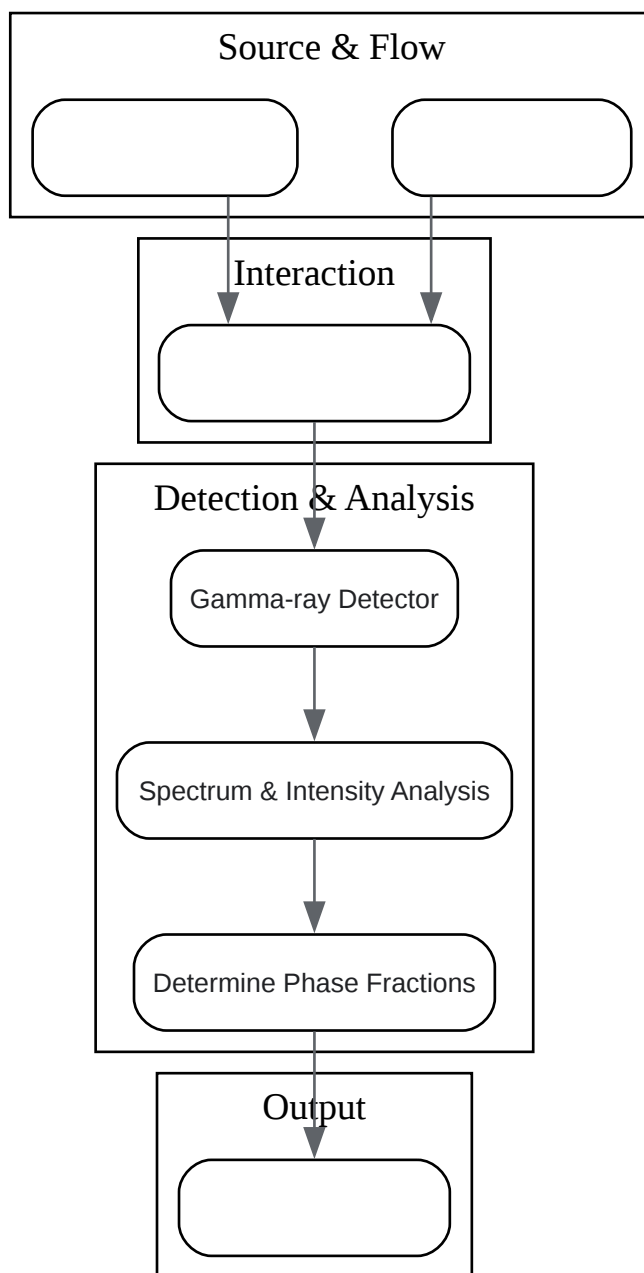 Source & Flow
Interaction
Detection & Analysis
Gamma-ray Detector
Spectrum & Intensity Analysis
Determine Phase Fractions
Output